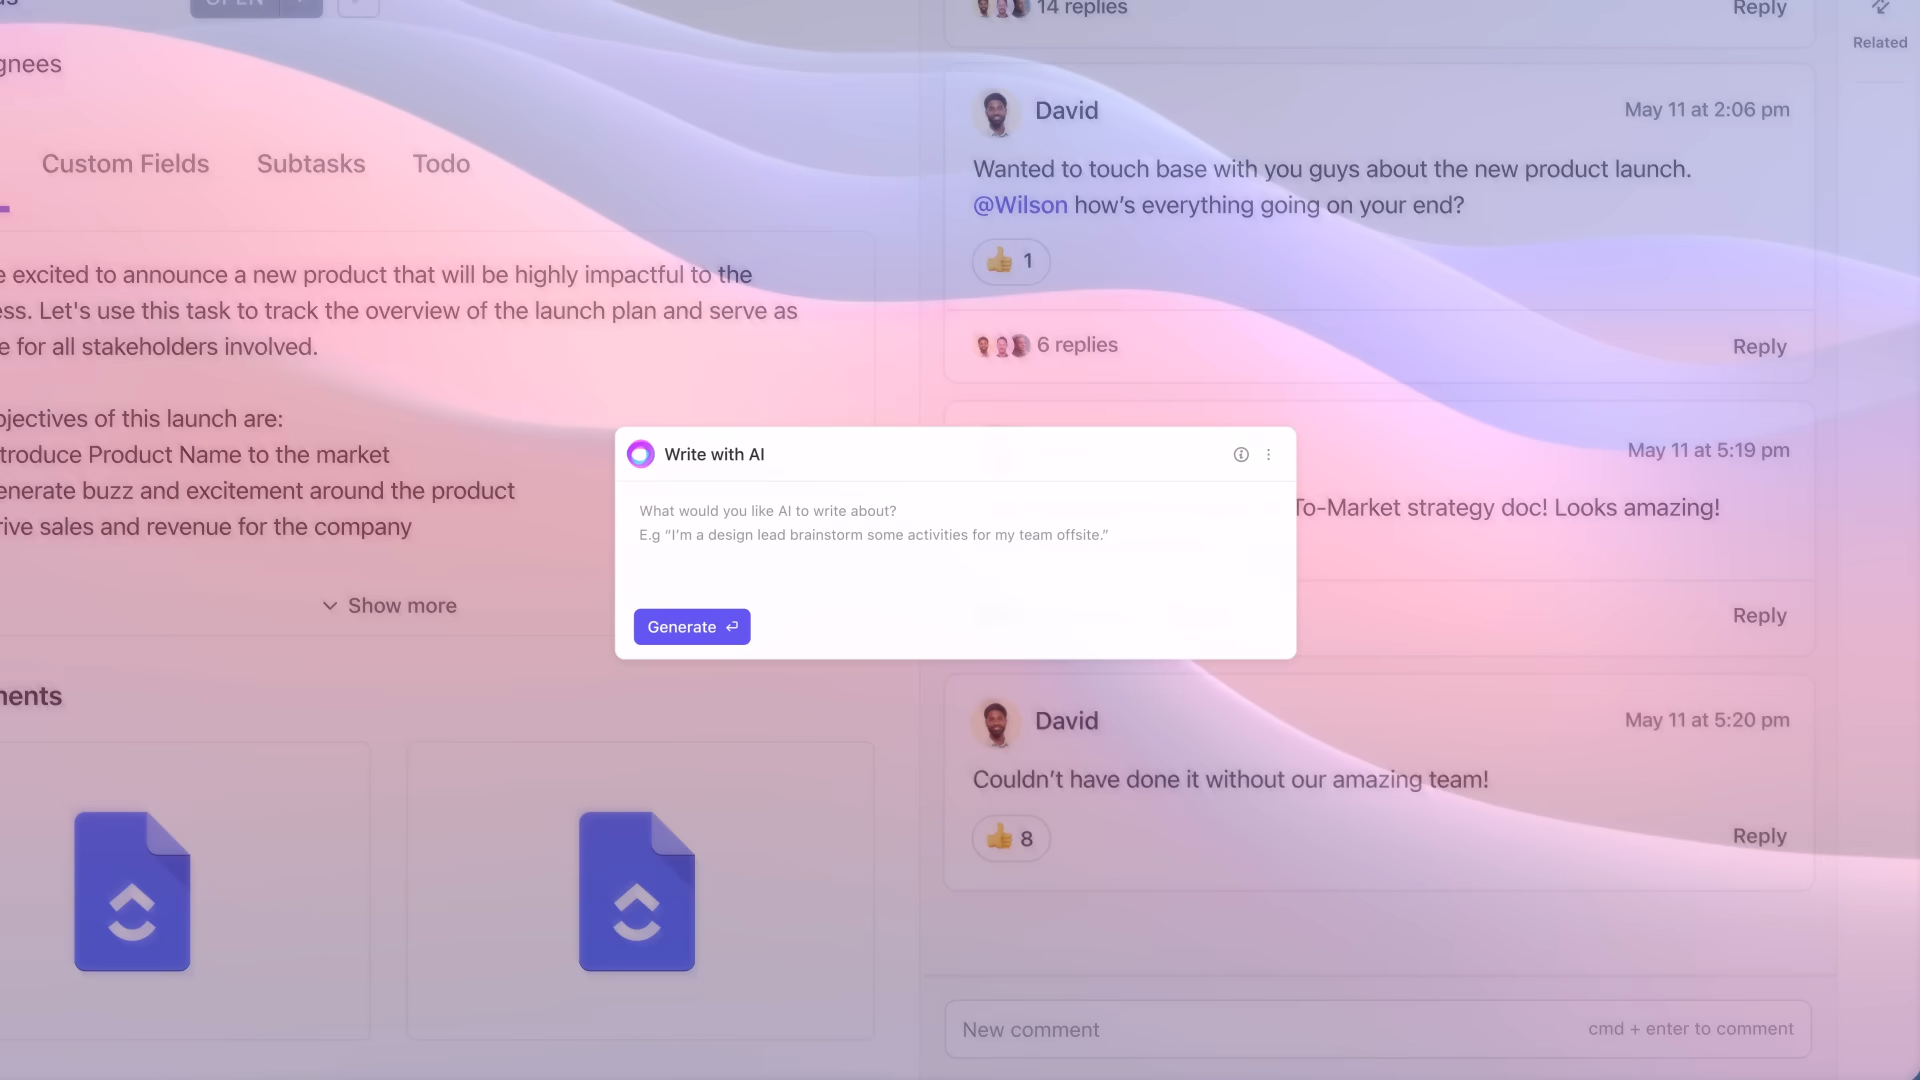 OPEN
gnees
Custom Fields
Subtasks
Todo
e excited to announce a new product that will be highly impactful to the
ess. Let's use this task to track the overview of the launch plan and serve as
e for all stakeholders involved.
bjectives of this launch are:
troduce Product Name to the market
enerate buzz and excitement around the product
rive sales and revenue for the company
Show more
nents
14 replies
Reply
Related
David
May 11 at 2:06 pm
Wanted to touch base with you guys about the new product launch.
@Wilson how’s everything going on your end?
👍 1
6 replies
Reply
May 11 at 5:19 pm
To-Market strategy doc! Looks amazing!
Reply
David
May 11 at 5:20 pm
Couldn’t have done it without our amazing team!
👍 8
Reply
New comment
cmd + enter to comment
Write with AI
What would you like AI to write about?
E.g “I’m a design lead brainstorm some activities for my team offsite.”
Generate